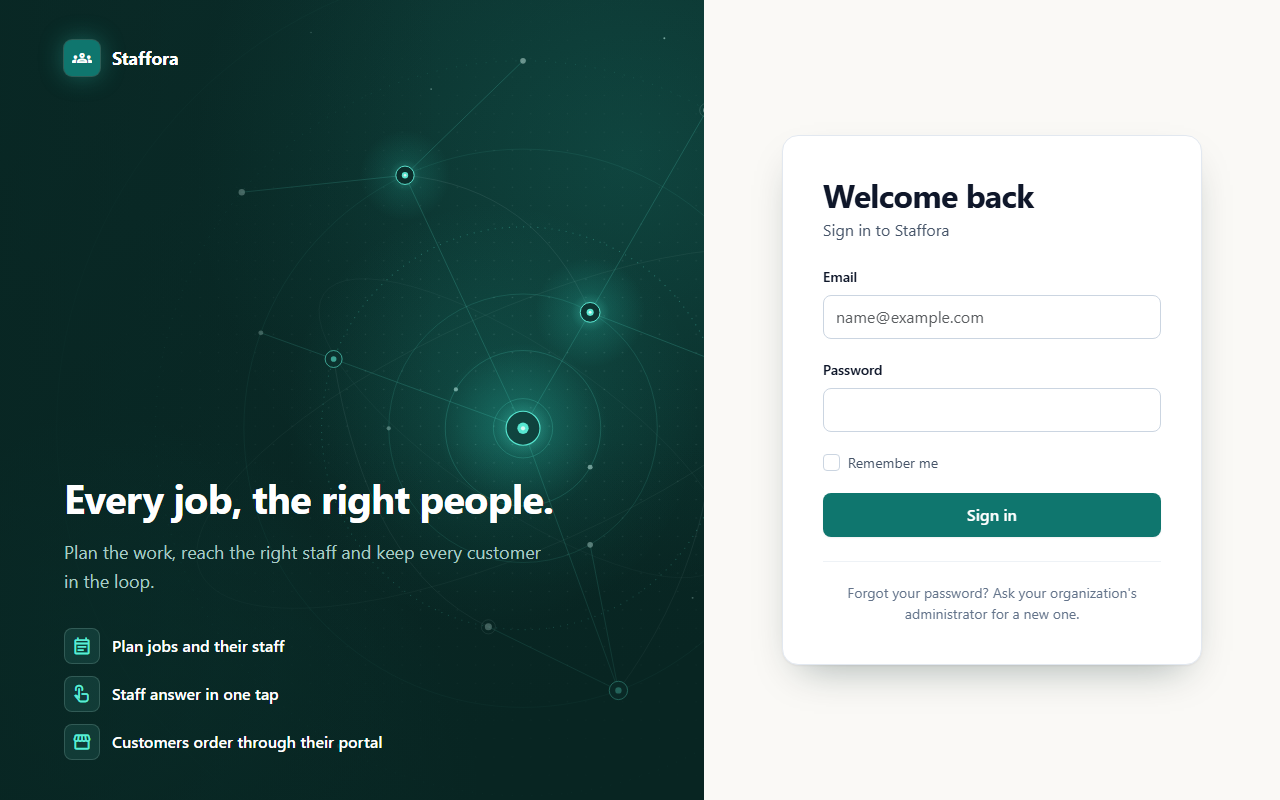 Staffora
Every job, the right people.
Plan the work, reach the right staff and keep every customer
in the loop.
Plan jobs and their staff
Staff answer in one tap
Customers order through their portal
Welcome back
Sign in to Staffora
Email
name@example.com
Password
Remember me
Sign in
Forgot your password? Ask your organization's
administrator for a new one.